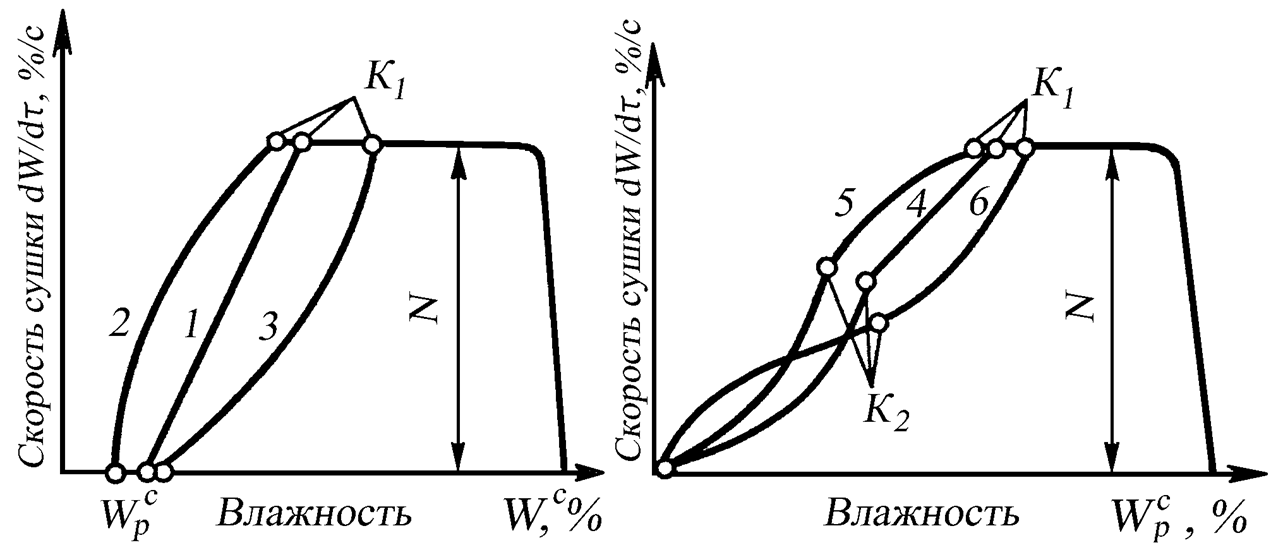 Скорость сушки dW/dτ, %/с
K₁
2
1
3
N
Wₚᶜ
Влажность
W,ᶜ%
Скорость сушки dW/dτ, %/с
K₁
5
4
6
N
K₂
Влажность
Wₚᶜ , %